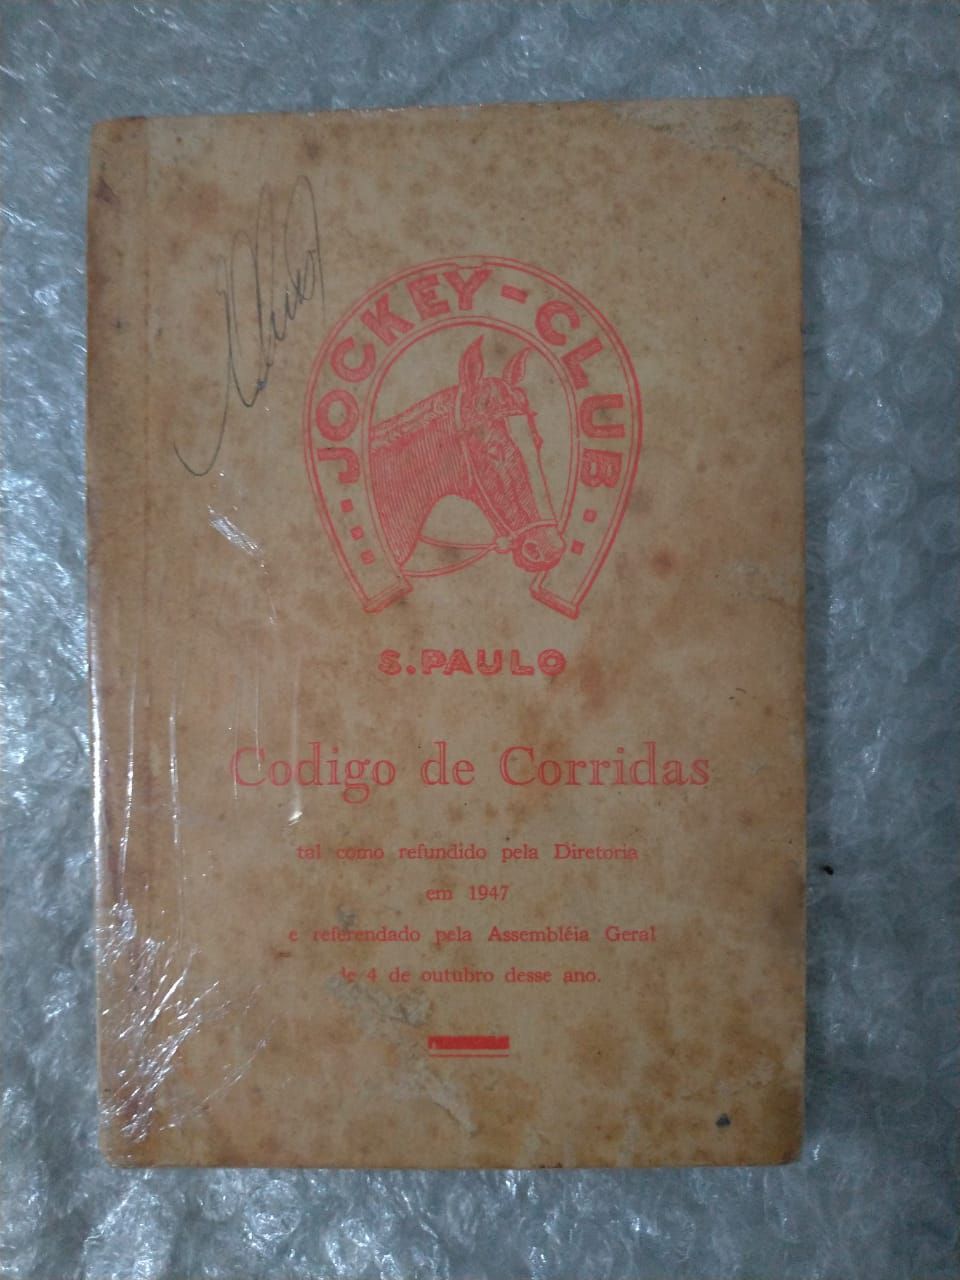 JOCKEY-CLUB
S. PAULO
Codigo de Corridas
tal como refundido pela Diretoria
em 1947
e referendado pela Assembléia Geral
de 4 de outubro desse ano.